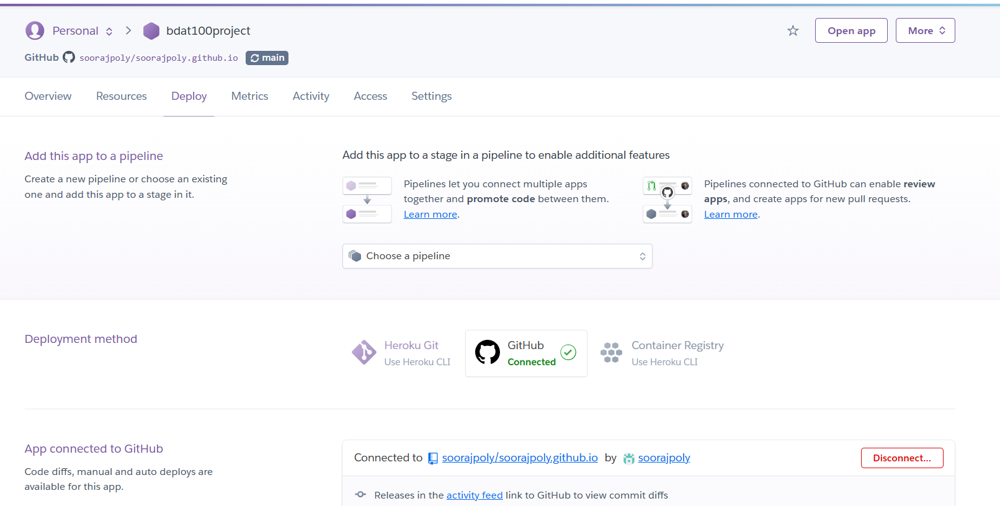 Personal bdat100project Open app More
GitHub soorajpoly/soorajpoly.github.io main
Overview Resources Deploy Metrics Activity Access Settings
Add this app to a pipeline
Create a new pipeline or choose an existing
one and add this app to a stage in it.
Add this app to a stage in a pipeline to enable additional features
Pipelines let you connect multiple apps
together and promote code between them.
Learn more.
Pipelines connected to GitHub can enable review
apps, and create apps for new pull requests.
Learn more.
Choose a pipeline
Deployment method
Heroku Git
Use Heroku CLI
GitHub
Connected
Container Registry
Use Heroku CLI
App connected to GitHub
Code diffs, manual and auto deploys are
available for this app.
Connected to soorajpoly/soorajpoly.github.io by soorajpoly Disconnect...
Releases in the activity feed link to GitHub to view commit diffs